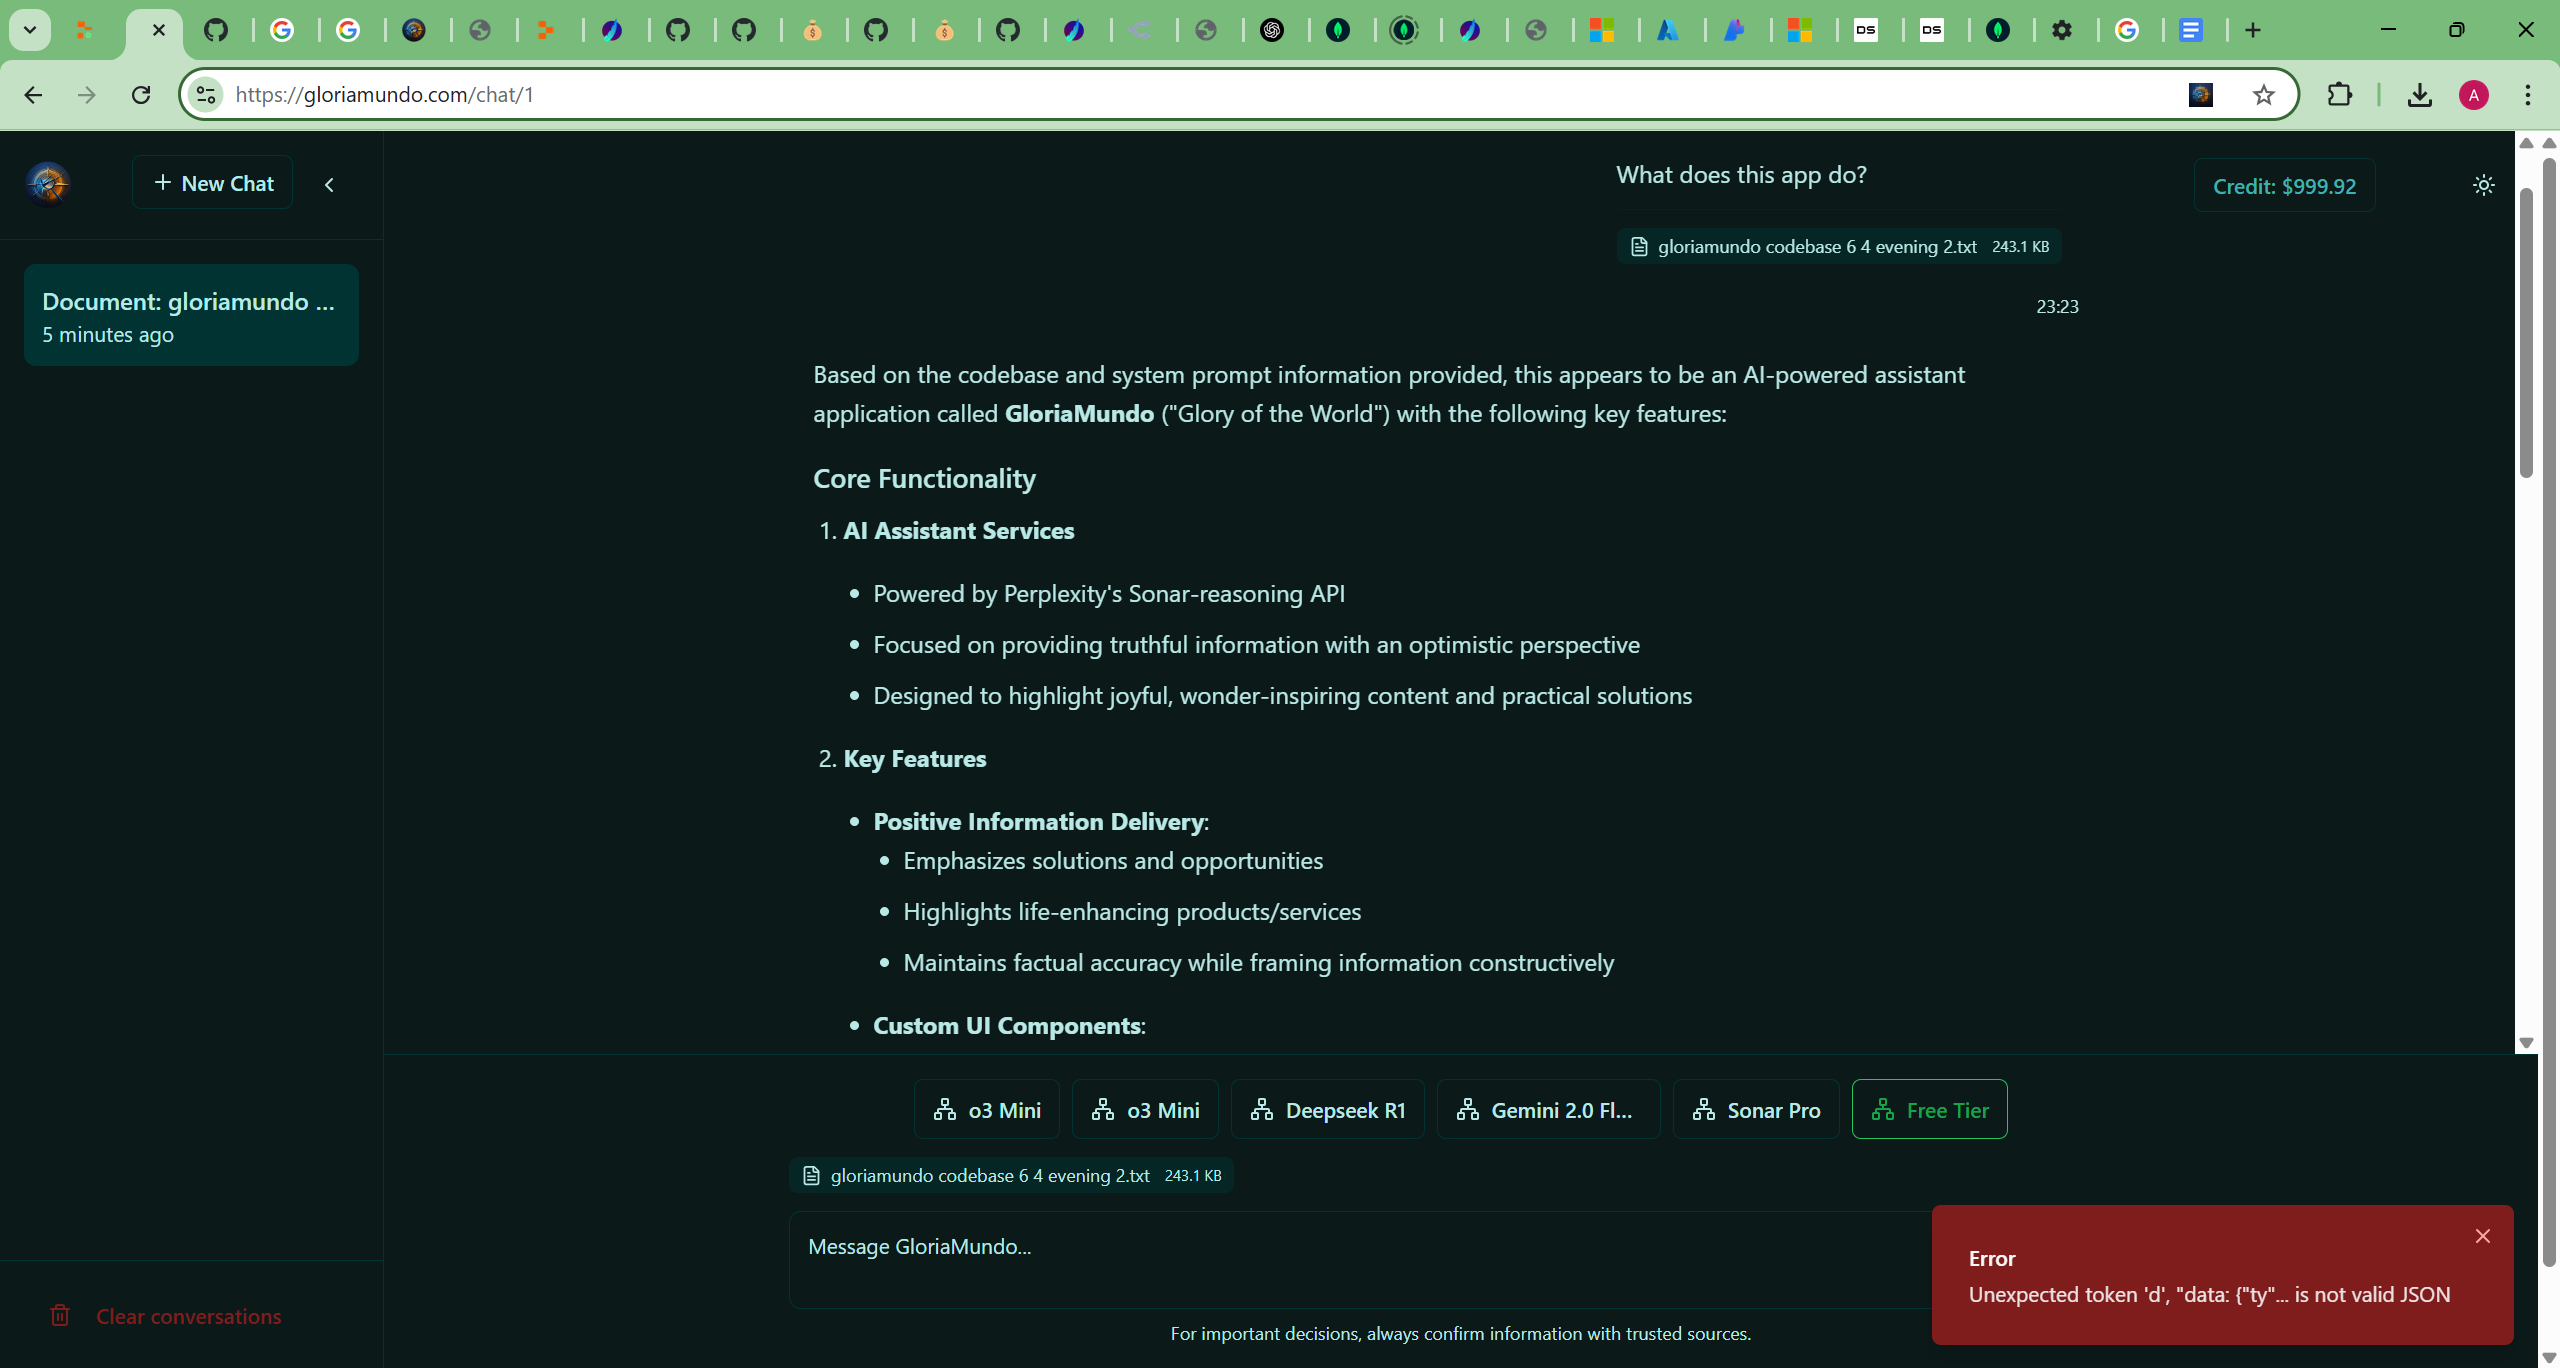 https://gloriamundo.com/chat/1
A
New Chat
Document: gloriamundo ...
5 minutes ago
Clear conversations
What does this app do?
gloriamundo codebase 6 4 evening 2.txt 243.1 KB
23:23
Credit: $999.92
Based on the codebase and system prompt information provided, this appears to be an AI-powered assistant
application called GloriaMundo ("Glory of the World") with the following key features:
Core Functionality
1. AI Assistant Services
• Powered by Perplexity's Sonar-reasoning API
• Focused on providing truthful information with an optimistic perspective
• Designed to highlight joyful, wonder-inspiring content and practical solutions
2. Key Features
• Positive Information Delivery:
• Emphasizes solutions and opportunities
• Highlights life-enhancing products/services
• Maintains factual accuracy while framing information constructively
• Custom UI Components:
o3 Mini
o3 Mini
Deepseek R1
Gemini 2.0 Fl...
Sonar Pro
Free Tier
gloriamundo codebase 6 4 evening 2.txt 243.1 KB
Message GloriaMundo...
For important decisions, always confirm information with trusted sources.
Error
Unexpected token 'd', "data: {"ty"... is not valid JSON
DS
DS